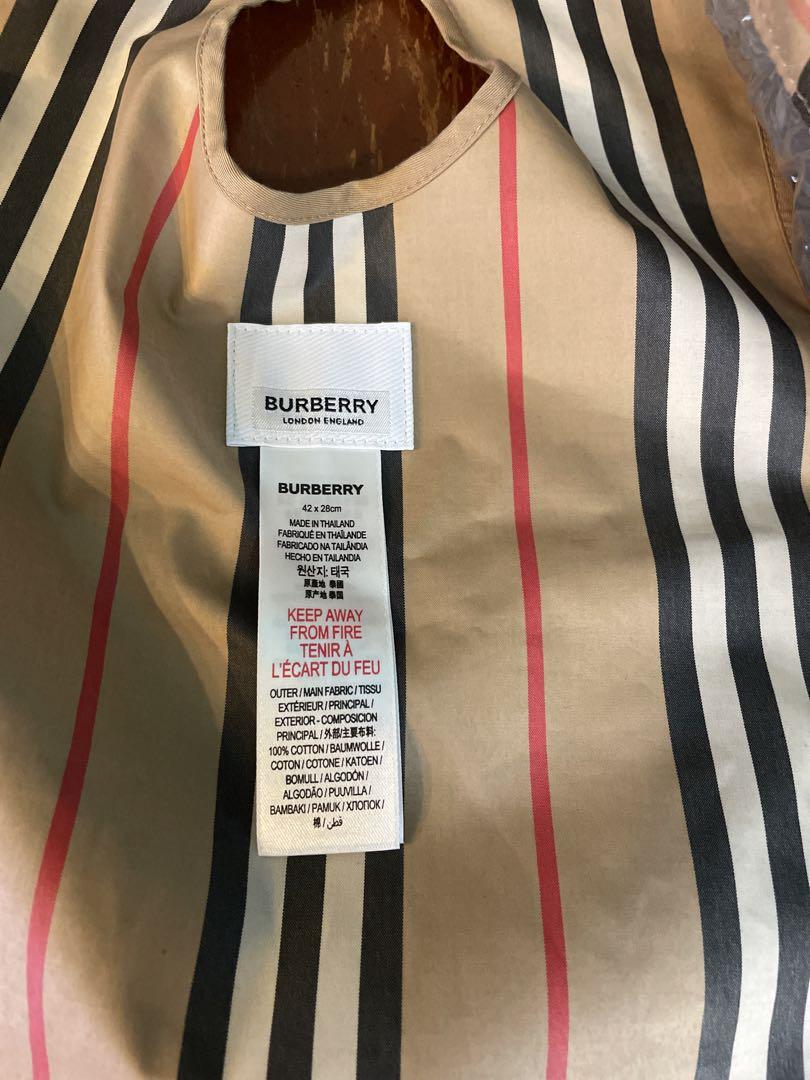 BURBERRY
LONDON ENGLAND
BURBERRY
42 x 28cm
MADE IN THAILAND
FABRIQUÉ EN THAÏLANDE
FABRICADO NA TAILÂNDIA
HECHO EN TAILANDIA
원산지: 태국
原產地 泰國
原产地 泰国
KEEP AWAY
FROM FIRE
TENIR À
L'ÉCART DU FEU
OUTER / MAIN FABRIC / TISSU
EXTÉRIEUR / PRINCIPAL /
EXTERIOR - COMPOSICION
PRINCIPAL / 外部/主要布料:
100% COTTON / BAUMWOLLE /
COTON / COTONE / KATOEN /
BOMULL / ALGODÓN /
ALGODÃO / PUUVILLA /
BAMBAKI / PAMUK / ХЛОПОК /
棉 / قطن